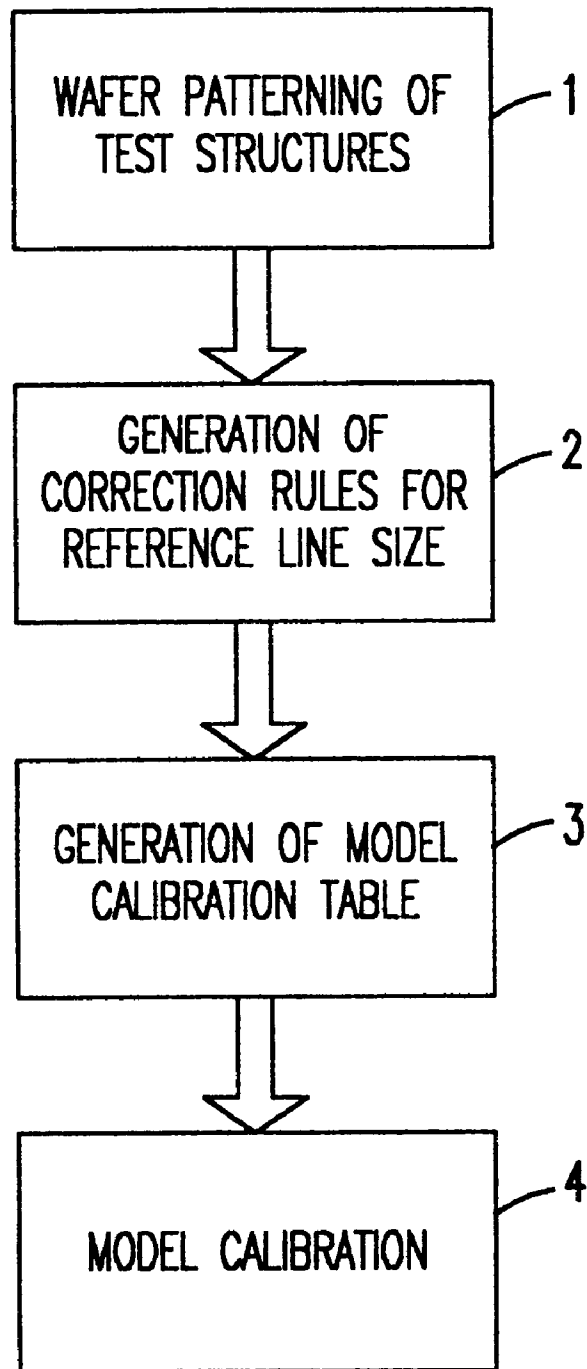 WAFER PATTERNING OF
TEST STRUCTURES
1
GENERATION OF
CORRECTION RULES FOR
REFERENCE LINE SIZE
2
GENERATION OF MODEL
CALIBRATION TABLE
3
MODEL CALIBRATION
4